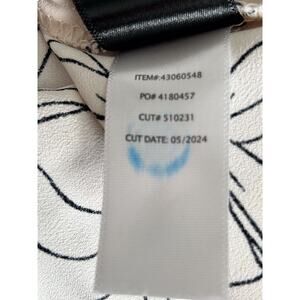 ITEM#:43060548
PO# 4180457
CUT# 510231
CUT DATE: 05/2024